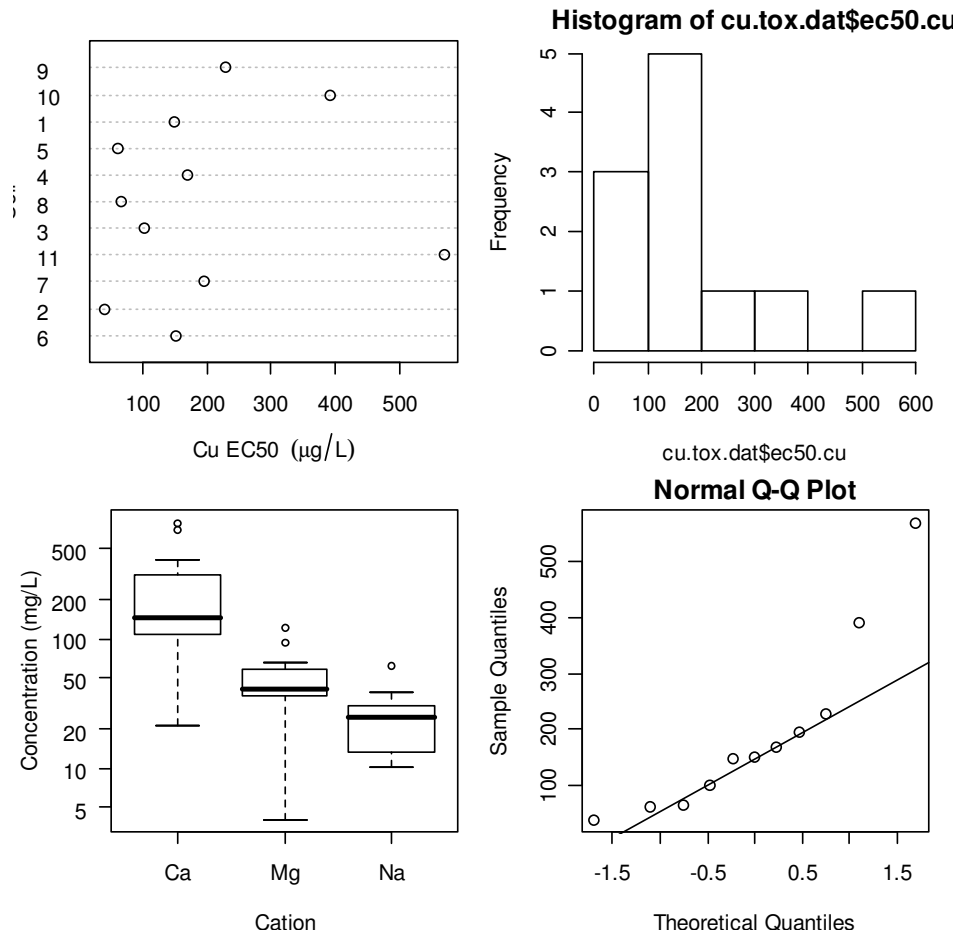 9
10
1
5
4
8
3
11
7
2
6
100 200 300 400 500
Cu EC50 (μg/L)
Histogram of cu.tox.dat$ec50.cu
Frequency
5
4
3
2
1
0
0 100 200 300 400 500 600
cu.tox.dat$ec50.cu
Concentration (mg/L)
500
200
100
50
20
10
5
Ca Mg Na
Cation
Normal Q-Q Plot
Sample Quantiles
500
400
300
200
100
-1.5 -0.5 0.5 1.5
Theoretical Quantiles